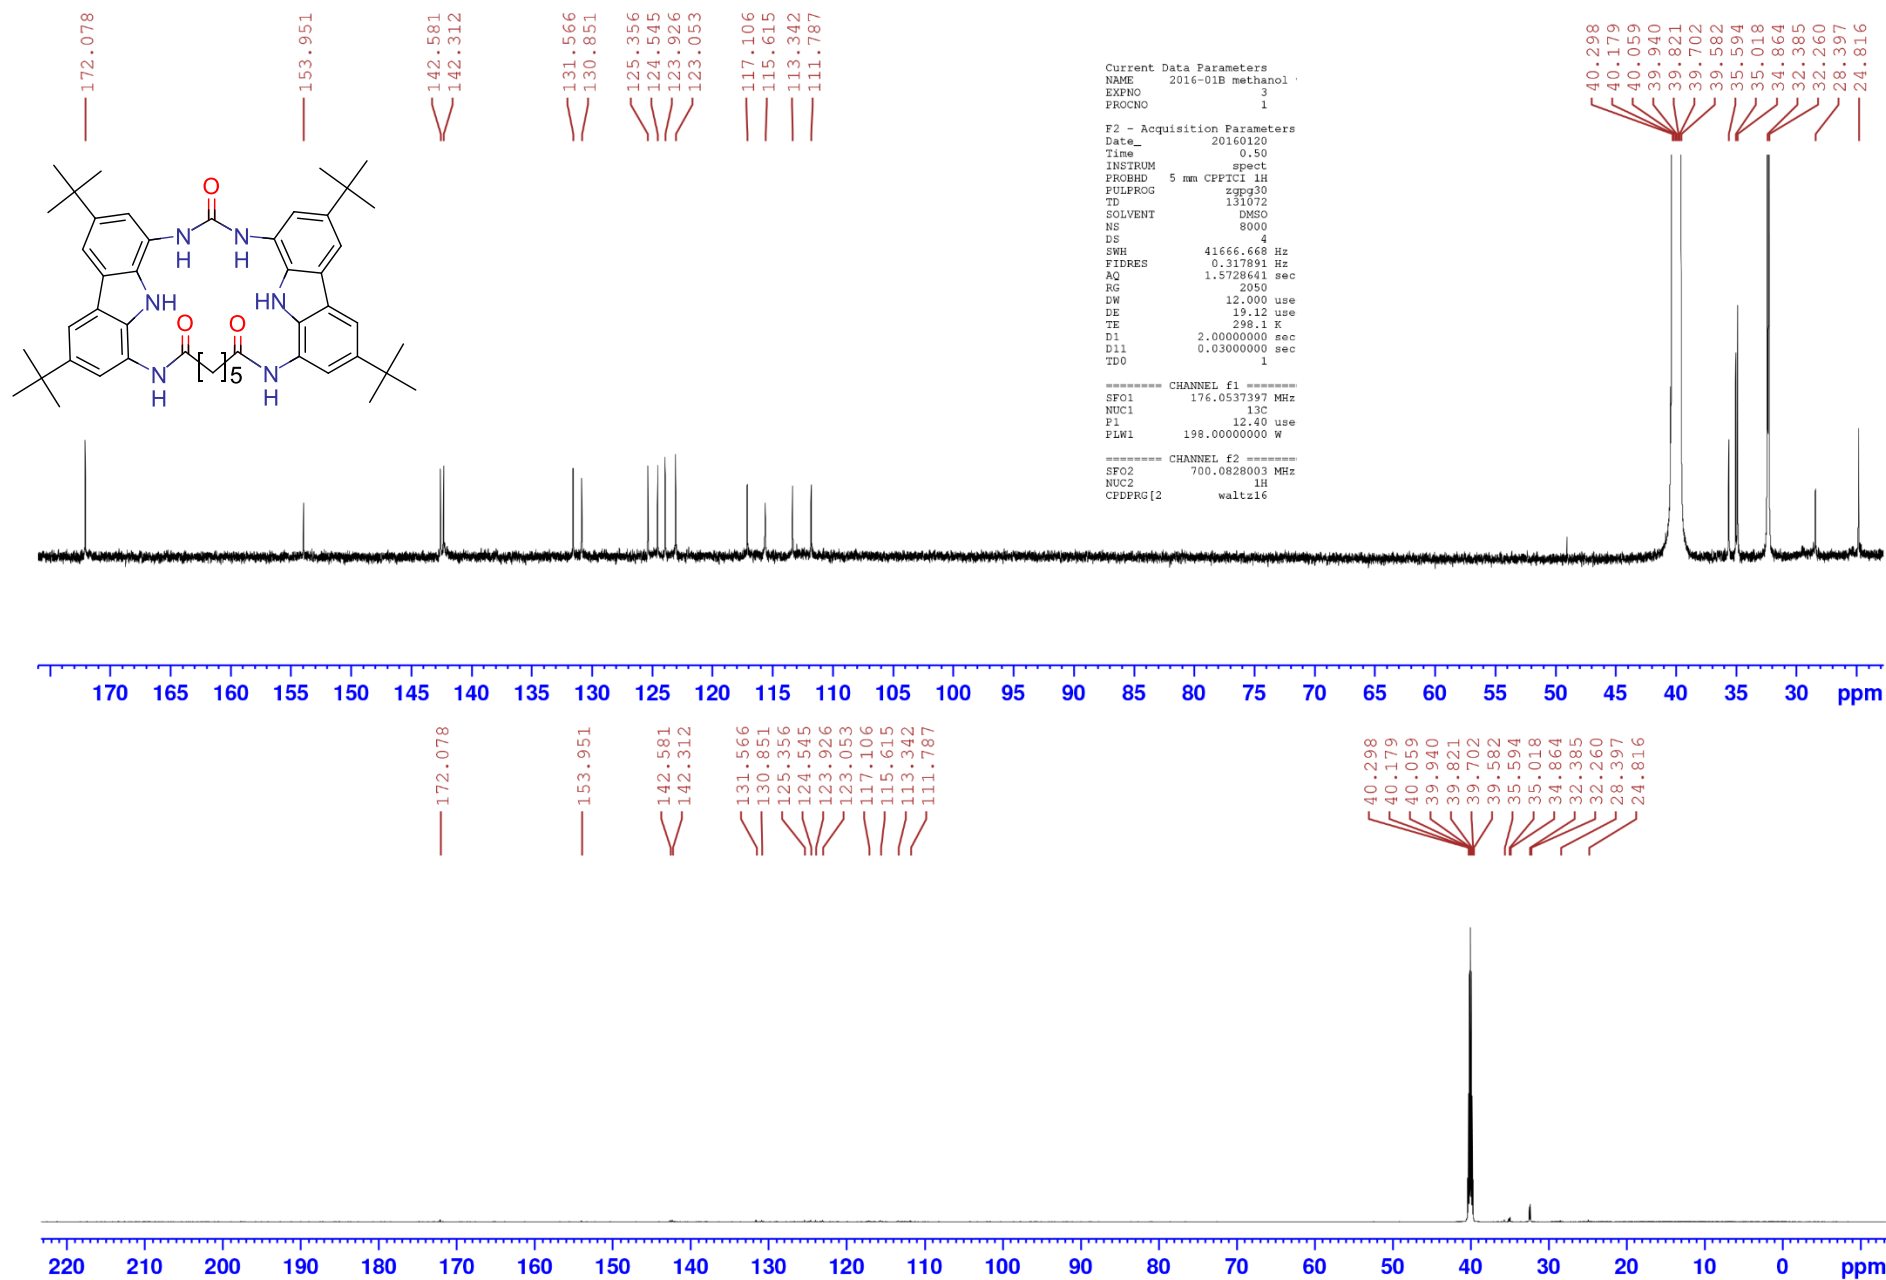 172.078
153.951
142.581
142.312
131.566
130.851
125.356
124.545
123.926
123.053
117.106
115.615
113.342
111.787
40.298
40.179
40.059
39.940
39.821
39.702
39.582
35.594
35.018
34.864
32.385
32.260
28.397
24.816
Current Data Parameters
NAME 2016-01B methanol
EXPNO 3
PROCNO 1
F2 - Acquisition Parameters
Date_ 20160120
Time 0.50
INSTRUM spect
PROBHD 5 mm CPPTCI 1H
PULPROG zgpg30
TD 131072
SOLVENT DMSO
NS 8000
DS 4
SWH 41666.668 Hz
FIDRES 0.317891 Hz
AQ 1.5728641 sec
RG 2050
DW 12.000 use
DE 19.12 use
TE 298.1 K
D1 2.00000000 sec
D11 0.03000000 sec
TD0 1
======== CHANNEL f1 =======
SFO1 176.0537397 MHz
NUC1 13C
P1 12.40 use
PLW1 198.00000000 W
======== CHANNEL f2 =======
SFO2 700.0828003 MHz
NUC2 1H
CPDPRG[2 waltz16
O
N
H
N
H
NH
HN
O
O
N
H
5
N
H
170 165 160 155 150 145 140 135 130 125 120 115 110 105 100 95 90 85 80 75 70 65 60 55 50 45 40 35 30 ppm
172.078
153.951
142.581
142.312
131.566
130.851
125.356
124.545
123.926
123.053
117.106
115.615
113.342
111.787
40.298
40.179
40.059
39.940
39.821
39.702
39.582
35.594
35.018
34.864
32.385
32.260
28.397
24.816
220 210 200 190 180 170 160 150 140 130 120 110 100 90 80 70 60 50 40 30 20 10 0 ppm